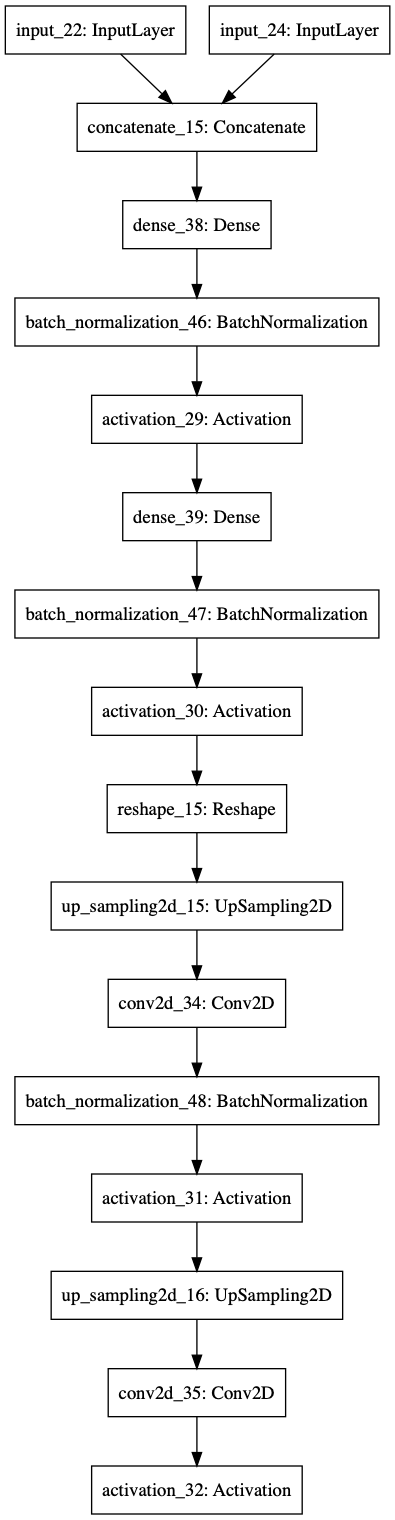 input_22: InputLayer
input_24: InputLayer
concatenate_15: Concatenate
dense_38: Dense
batch_normalization_46: BatchNormalization
activation_29: Activation
dense_39: Dense
batch_normalization_47: BatchNormalization
activation_30: Activation
reshape_15: Reshape
up_sampling2d_15: UpSampling2D
conv2d_34: Conv2D
batch_normalization_48: BatchNormalization
activation_31: Activation
up_sampling2d_16: UpSampling2D
conv2d_35: Conv2D
activation_32: Activation